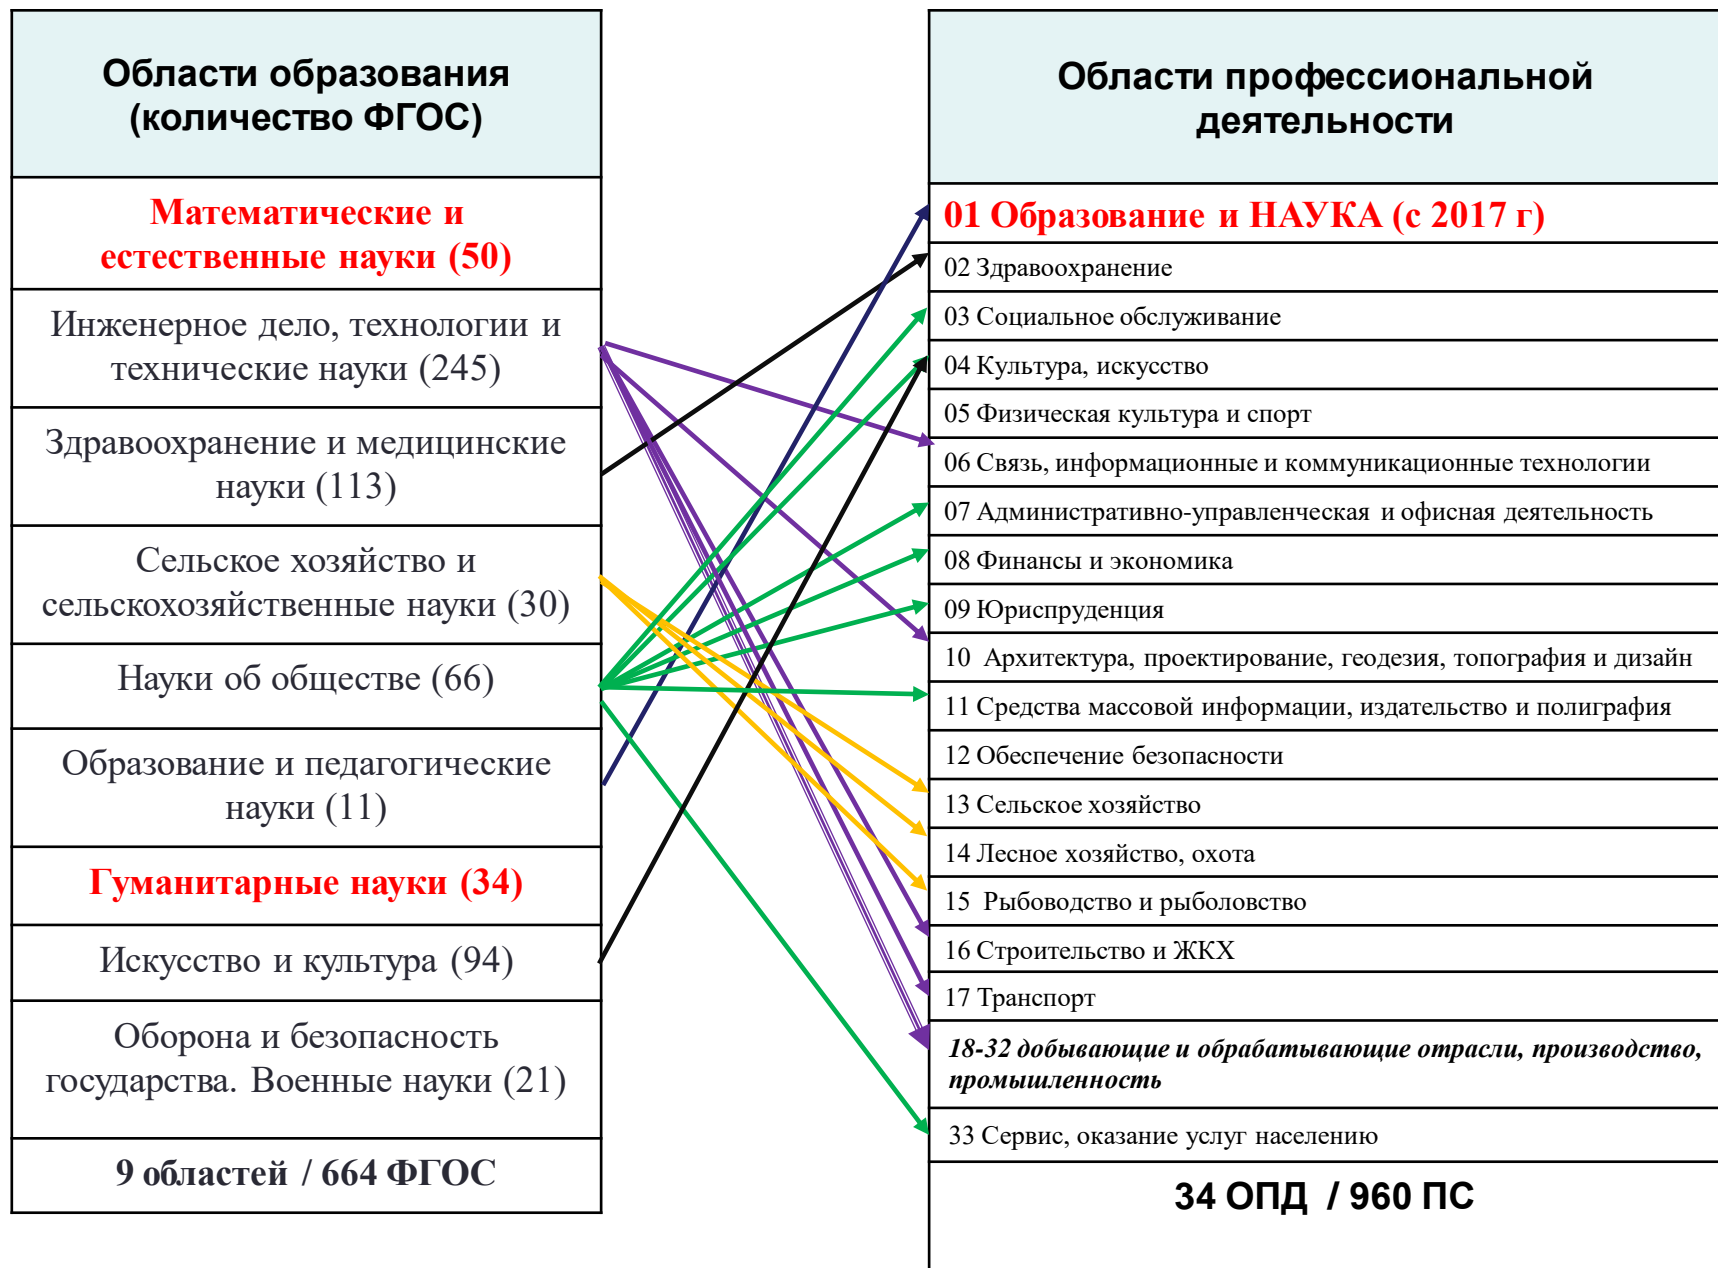 Области образования
(количество ФГОС)
Математические и
естественные науки (50)
Инженерное дело, технологии и
технические науки (245)
Здравоохранение и медицинские
науки (113)
Сельское хозяйство и
сельскохозяйственные науки (30)
Науки об обществе (66)
Образование и педагогические
науки (11)
Гуманитарные науки (34)
Искусство и культура (94)
Оборона и безопасность
государства. Военные науки (21)
9 областей / 664 ФГОС
Области профессиональной
деятельности
01 Образование и НАУКА (с 2017 г)
02 Здравоохранение
03 Социальное обслуживание
04 Культура, искусство
05 Физическая культура и спорт
06 Связь, информационные и коммуникационные технологии
07 Административно-управленческая и офисная деятельность
08 Финансы и экономика
09 Юриспруденция
10 Архитектура, проектирование, геодезия, топография и дизайн
11 Средства массовой информации, издательство и полиграфия
12 Обеспечение безопасности
13 Сельское хозяйство
14 Лесное хозяйство, охота
15 Рыбоводство и рыболовство
16 Строительство и ЖКХ
17 Транспорт
18-32 добывающие и обрабатывающие отрасли, производство,
промышленность
33 Сервис, оказание услуг населению
34 ОПД / 960 ПС